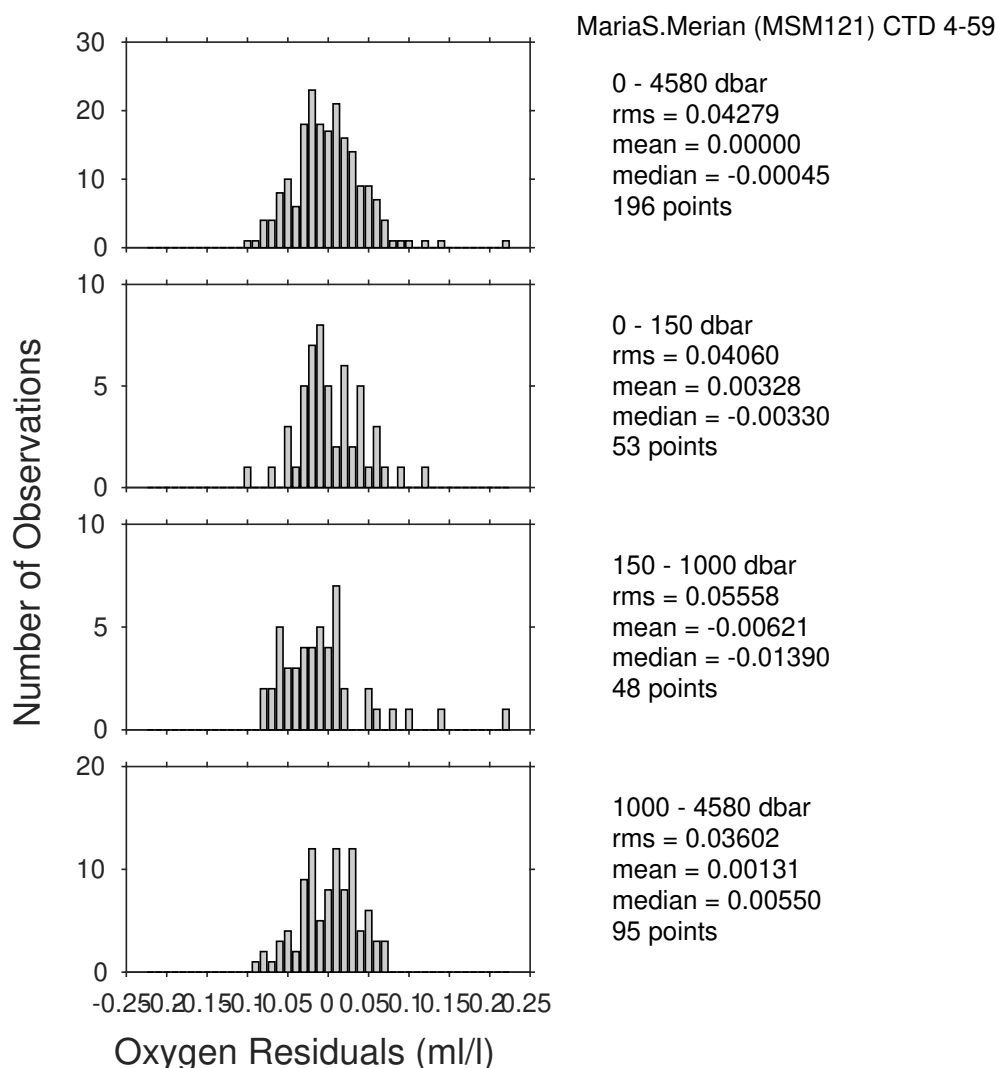 MariaS.Merian (MSM121) CTD 4-59
30
20
10
0
0 - 4580 dbar
rms = 0.04279
mean = 0.00000
median = -0.00045
196 points
10
5
0
0 - 150 dbar
rms = 0.04060
mean = 0.00328
median = -0.00330
53 points
Number of Observations
10
5
0
150 - 1000 dbar
rms = 0.05558
mean = -0.00621
median = -0.01390
48 points
20
10
0
1000 - 4580 dbar
rms = 0.03602
mean = 0.00131
median = 0.00550
95 points
-0.25 -0.2 -0.15 -0.1 -0.05 0 0.05 0.1 0.15 0.2 0.25
Oxygen Residuals (ml/l)